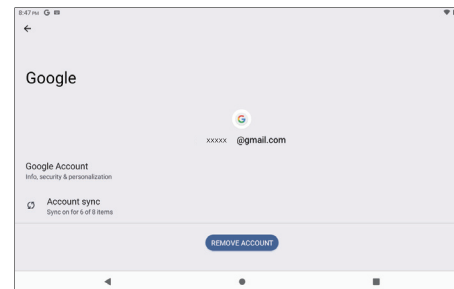 8:47 PM G
Google
G
xxxxx @gmail.com
Google Account
Info, security & personalization
Account sync
Sync on for 6 of 8 items
REMOVE ACCOUNT